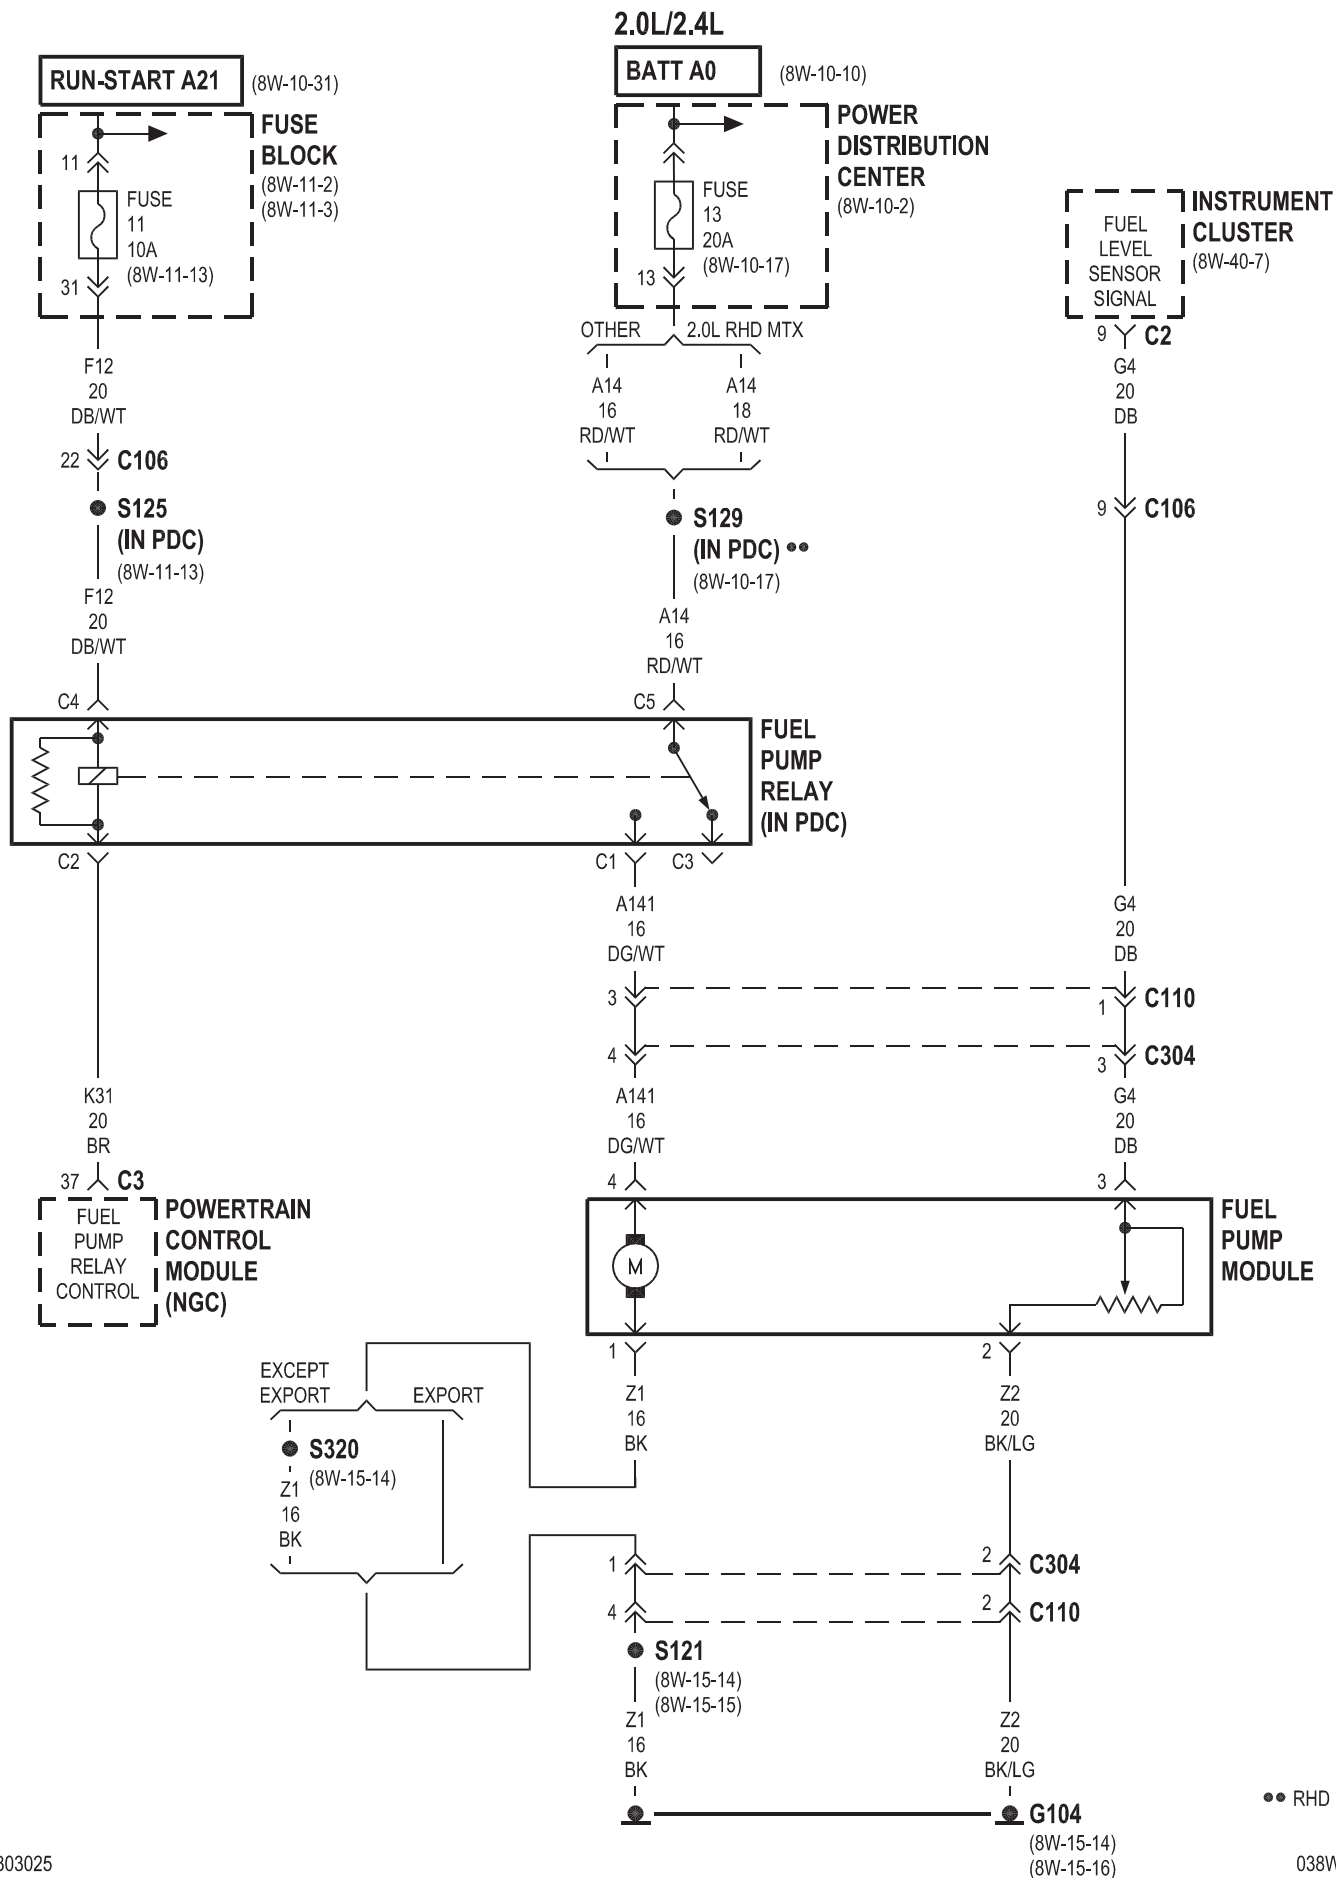 2.0L/2.4L
RUN-START A21
(8W-10-31)
BATT A0
(8W-10-10)
FUSE
BLOCK
(8W-11-2)
(8W-11-3)
11
FUSE
11
10A
(8W-11-13)
31
POWER
DISTRIBUTION
CENTER
(8W-10-2)
FUSE
13
20A
(8W-10-17)
13
INSTRUMENT
CLUSTER
(8W-40-7)
FUEL
LEVEL
SENSOR
SIGNAL
9 C2
OTHER 2.0L RHD MTX
F12
20
DB/WT
A14
16
RD/WT
A14
18
RD/WT
G4
20
DB
22 C106
S125
(IN PDC)
(8W-11-13)
F12
20
DB/WT
S129
(IN PDC) ●●
(8W-10-17)
A14
16
RD/WT
9 C106
C4
C5
FUEL
PUMP
RELAY
(IN PDC)
C2
C1
C3
A141
16
DG/WT
G4
20
DB
3
1
C110
4
3
C304
K31
20
BR
A141
16
DG/WT
G4
20
DB
37 C3
4
3
FUEL
PUMP
RELAY
CONTROL
POWERTRAIN
CONTROL
MODULE
(NGC)
M
FUEL
PUMP
MODULE
1
2
EXCEPT
EXPORT
EXPORT
S320
(8W-15-14)
Z1
16
BK
Z1
16
BK
Z2
20
BK/LG
1
2
C304
4
2
C110
S121
(8W-15-14)
(8W-15-15)
Z1
16
BK
Z2
20
BK/LG
G104
(8W-15-14)
(8W-15-16)
●● RHD
303025
038W